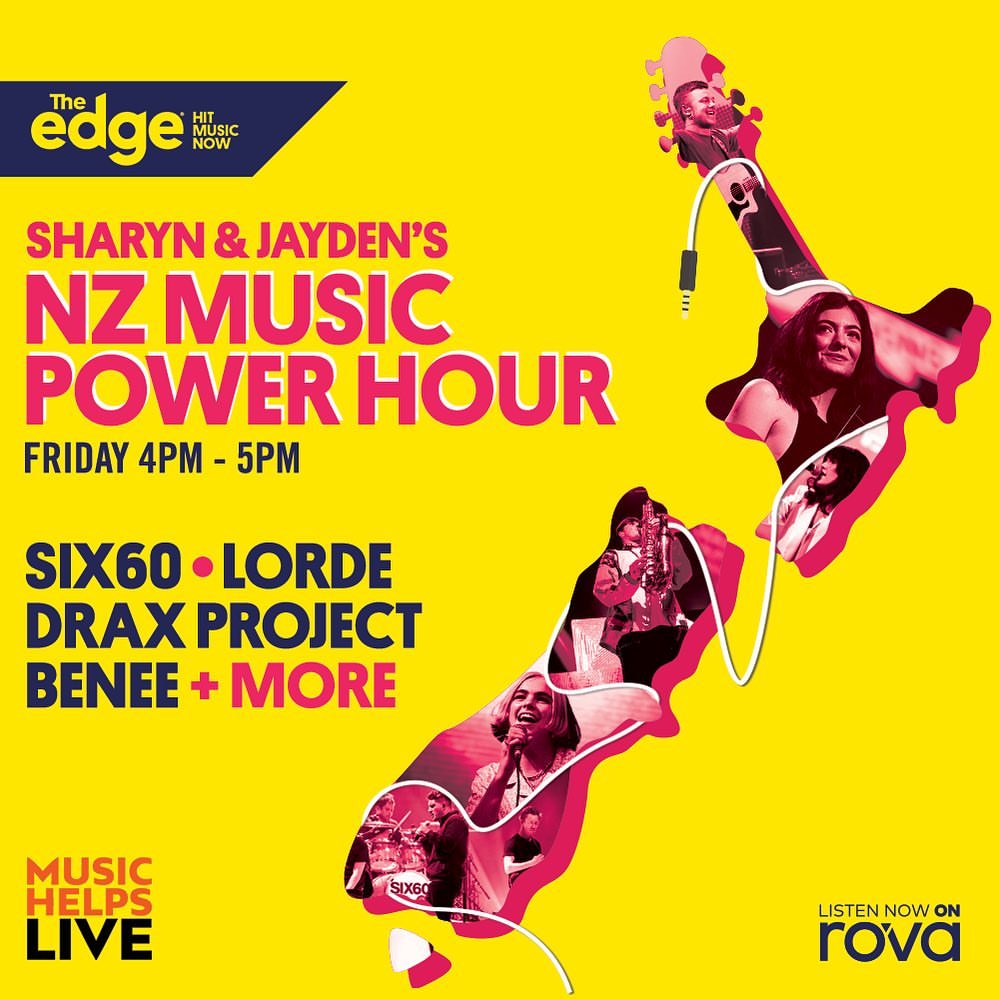 The
edge
HIT
MUSIC
NOW
SHARYN & JAYDEN'S
NZ MUSIC
POWER HOUR
FRIDAY 4PM - 5PM
SIX60 • LORDE
DRAX PROJECT
BENEE + MORE
SIX60
MUSIC
HELPS
LIVE
LISTEN NOW ON
rova